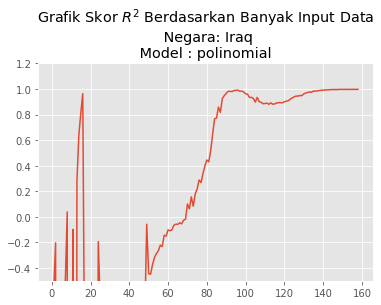 Grafik Skor $R^2$ Berdasarkan Banyak Input Data
Negara: Iraq
Model : polinomial
1.2
1.0
0.8
0.6
0.4
0.2
0.0
−0.2
−0.4
0 20 40 60 80 100 120 140 160